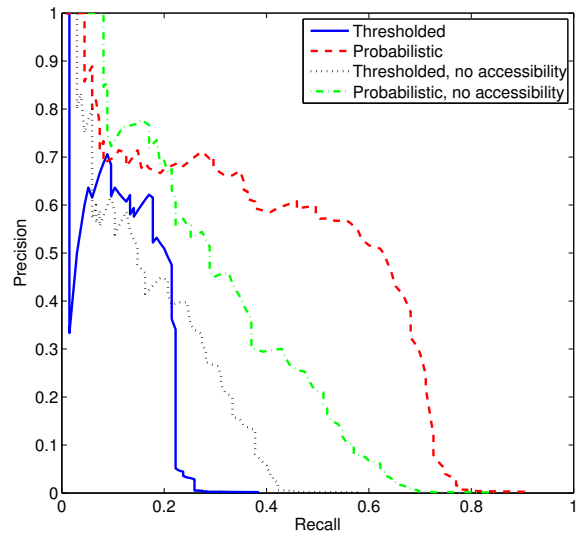 Thresholded
Probabilistic
Thresholded, no accessibility
Probabilistic, no accessibility
1
0.9
0.8
0.7
0.6
0.5
0.4
0.3
0.2
0.1
0
Precision
0 0.2 0.4 0.6 0.8 1
Recall